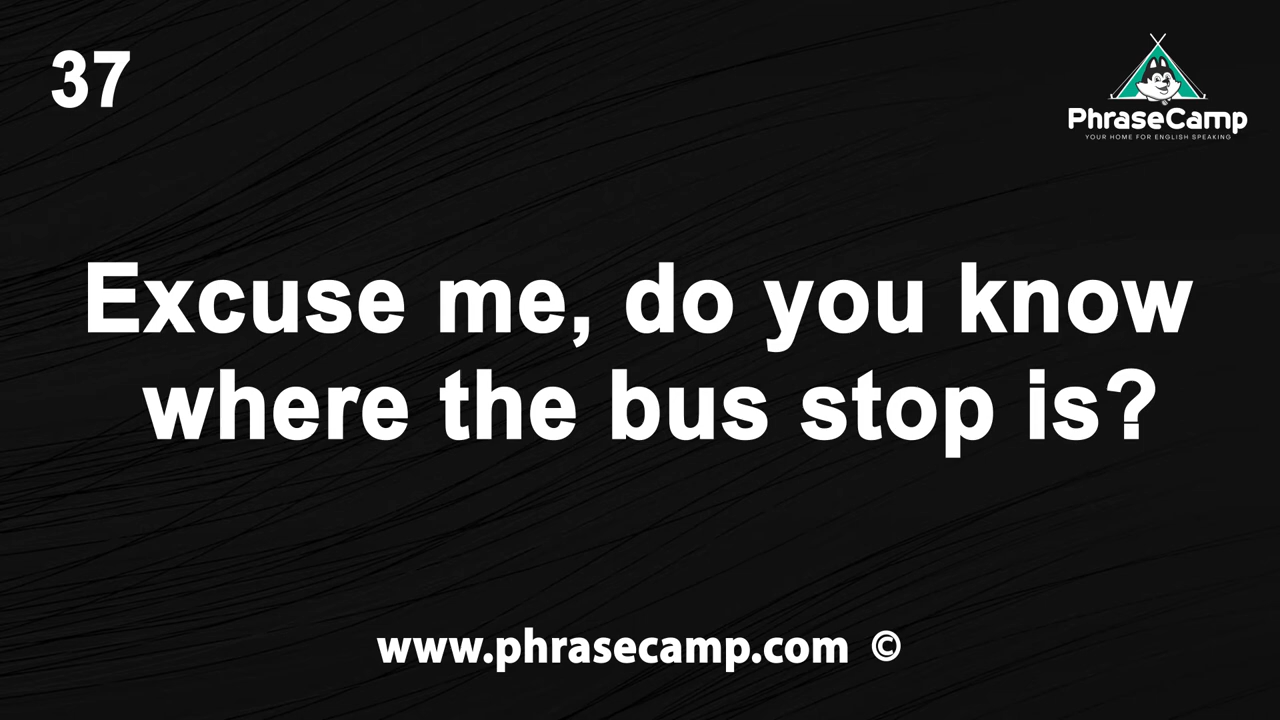 37
PhraseCamp
YOUR HOME FOR ENGLISH SPEAKING
Excuse me, do you know
where the bus stop is?
www.phrasecamp.com ©